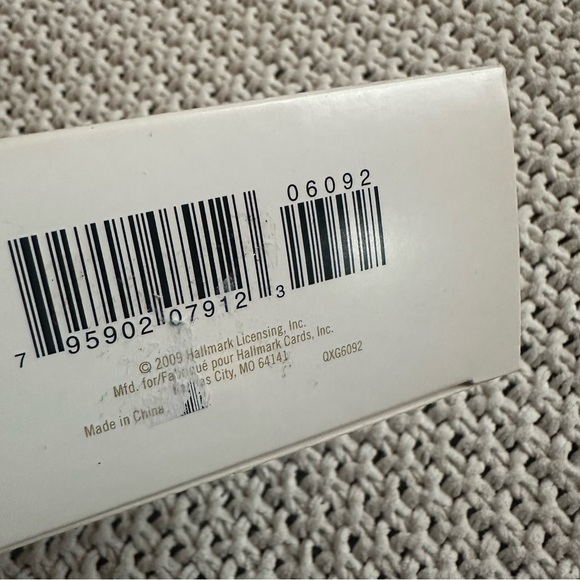 06092
7 95902 07912 3
© 2009 Hallmark Licensing, Inc.
Mfd. for/Fabriqué pour Hallmark Cards, Inc.
Kansas City, MO 64141
QXG6092
Made in China